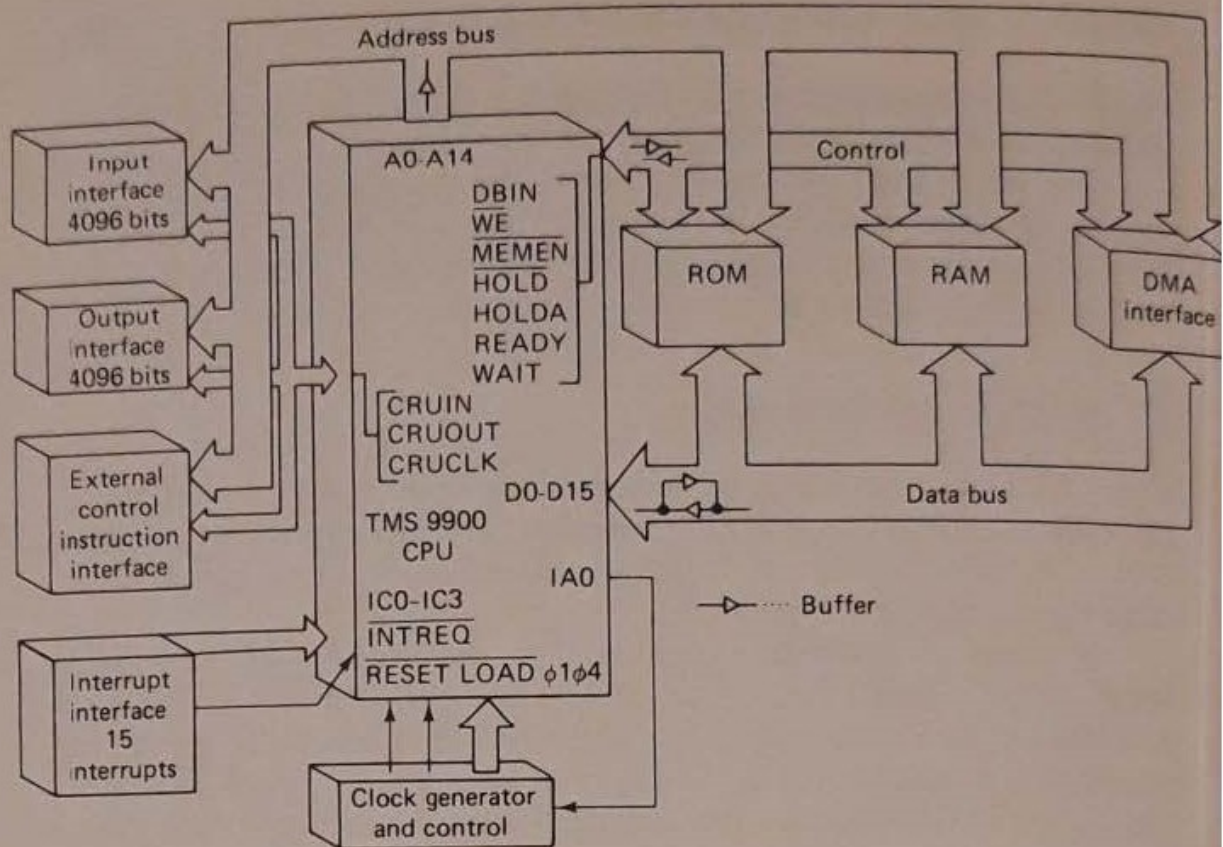 Address bus
Input
interface
4096 bits
Output
interface
4096 bits
External
control
instruction
interface
Interrupt
interface
15
interrupts
A0-A14
DBIN
WE
MEMEN
HOLD
HOLDA
READY
WAIT
CRUIN
CRUOUT
CRUCLK
D0-D15
TMS 9900
CPU
IA0
IC0-IC3
INTREQ
RESET LOAD ϕ1ϕ4
Clock generator
and control
Control
ROM
RAM
DMA
interface
Data bus
Buffer